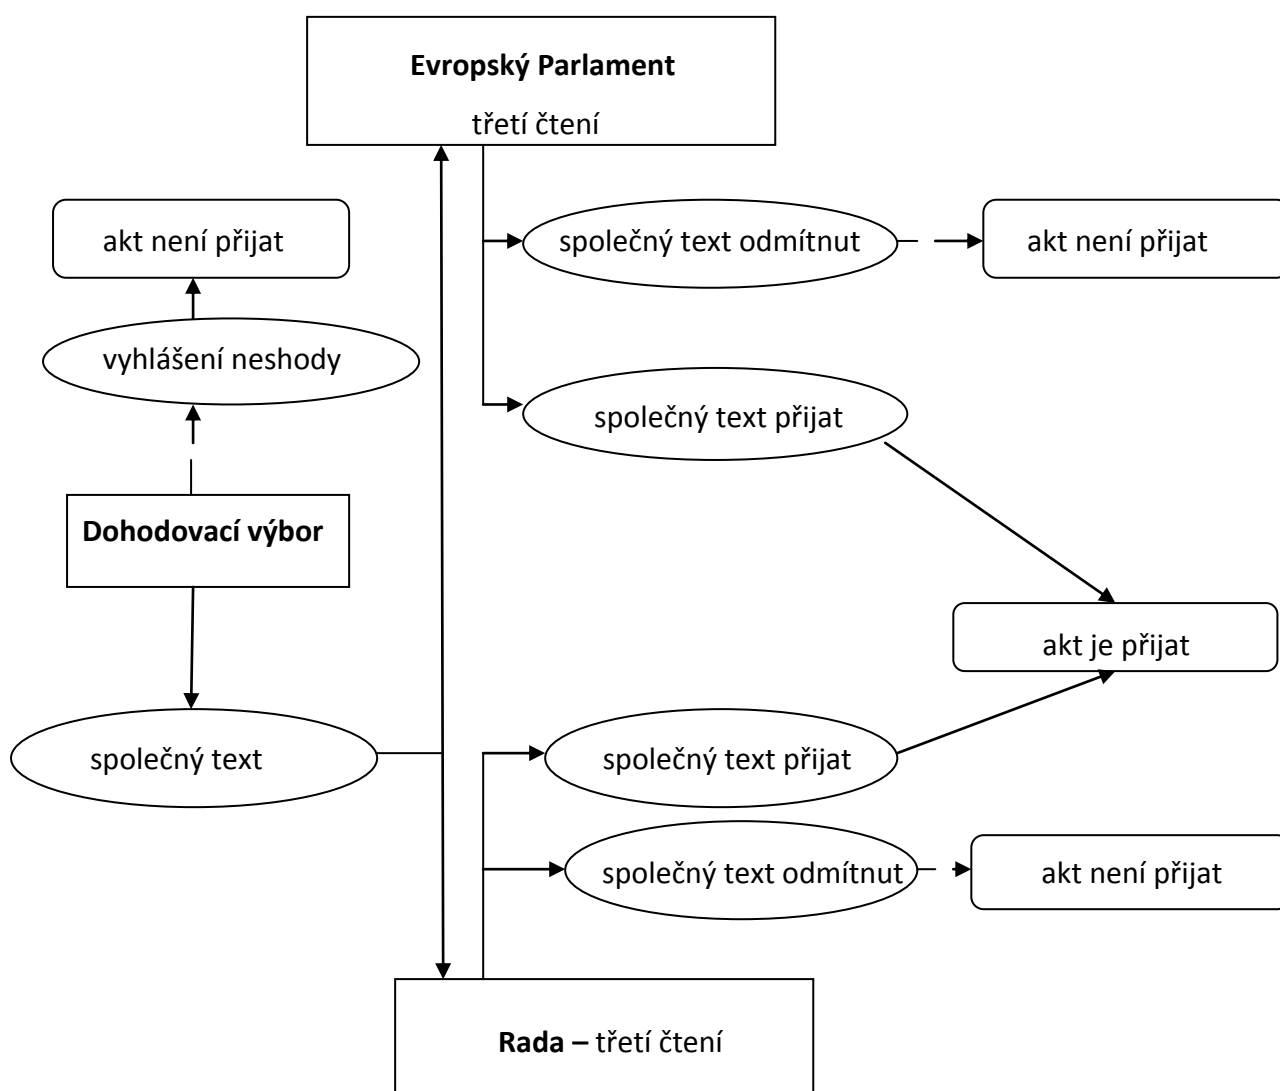 Evropský Parlament
třetí čtení
akt není přijat
společný text odmítnut
akt není přijat
vyhlášení neshody
společný text přijat
Dohodovací výbor
akt je přijat
společný text
společný text přijat
společný text odmítnut
akt není přijat
Rada – třetí čtení